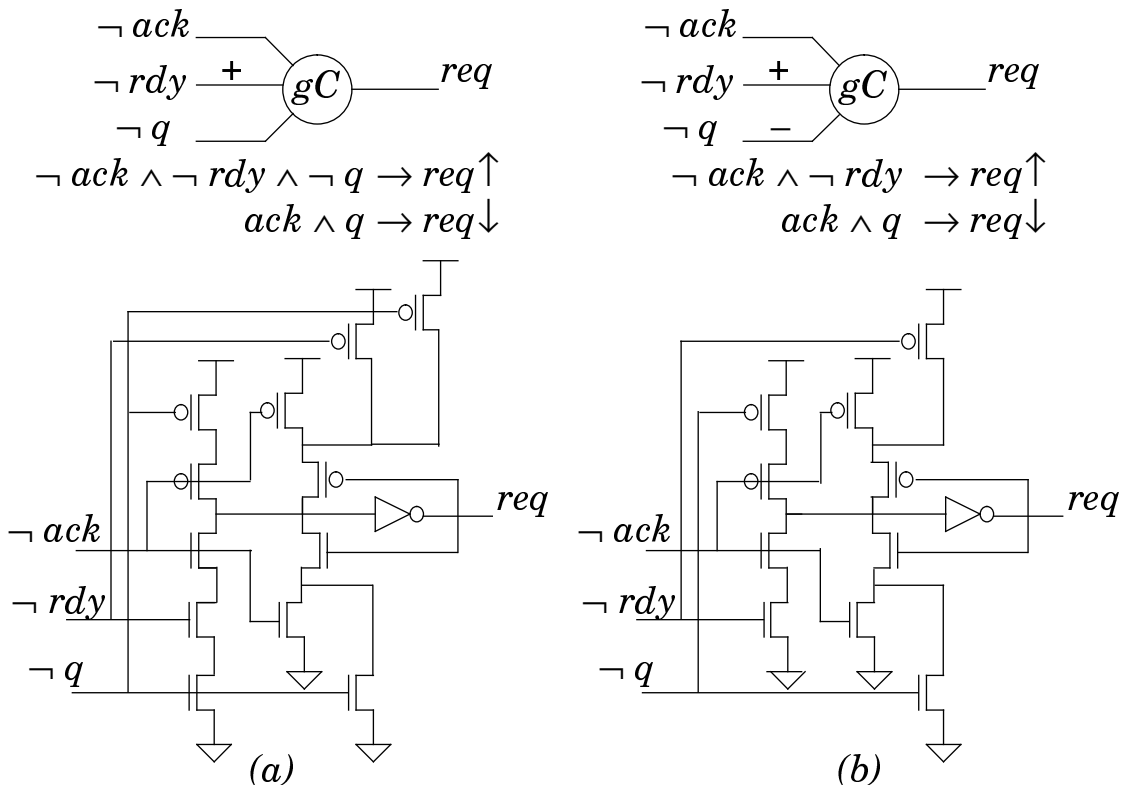 ¬ ack
¬ rdy + gC req
¬ q
¬ ack ∧ ¬ rdy ∧ ¬ q → req↑
ack ∧ q → req↓
req
¬ ack
¬ rdy
¬ q
(a)
¬ ack
¬ rdy + gC req
¬ q −
¬ ack ∧ ¬ rdy → req↑
ack ∧ q → req↓
req
¬ ack
¬ rdy
¬ q
(b)